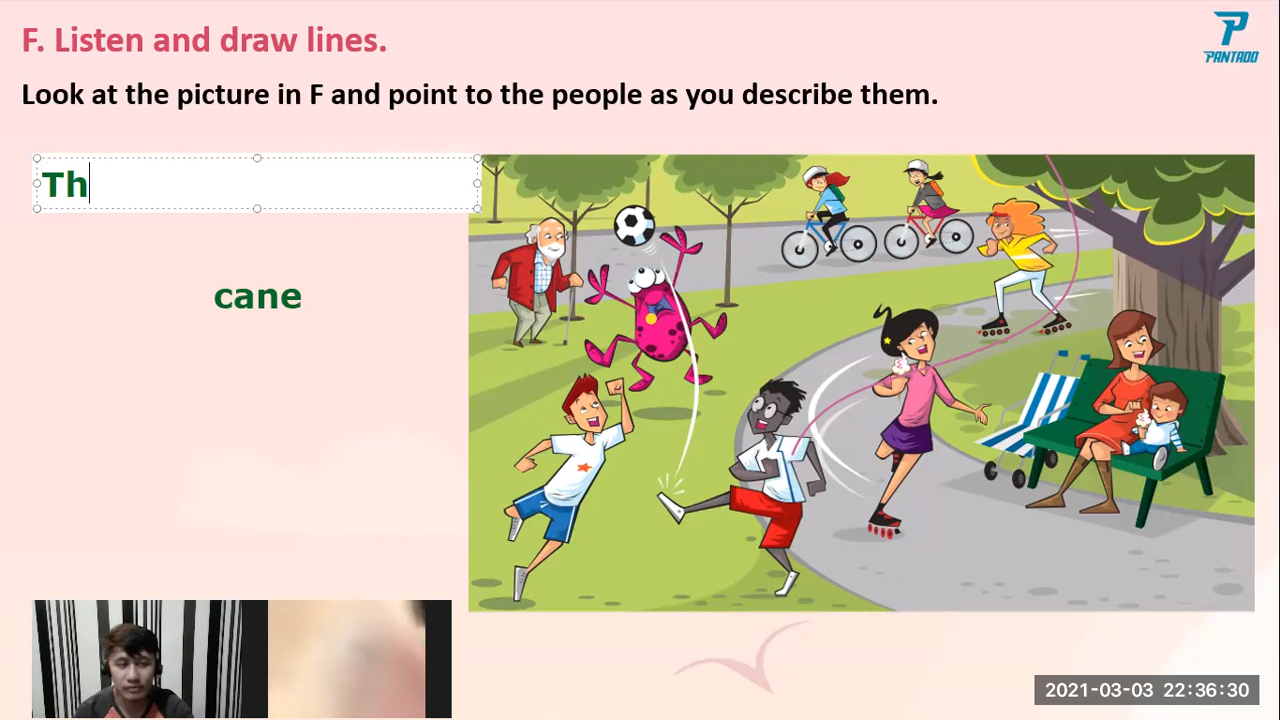 F. Listen and draw lines.
PANTADO
Look at the picture in F and point to the people as you describe them.
Th
cane
2021-03-03 22:36:30